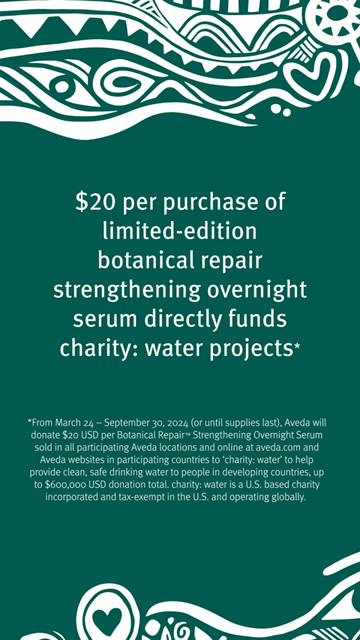 $20 per purchase of
limited-edition
botanical repair
strengthening overnight
serum directly funds
charity: water projects*
*From March 24 – September 30, 2024 (or until supplies last), Aveda will
donate $20 USD per Botanical Repair™ Strengthening Overnight Serum
sold in all participating Aveda locations and online at aveda.com and
Aveda websites in participating countries to ‘charity: water’ to help
provide clean, safe drinking water to people in developing countries, up
to $600,000 USD donation total. charity: water is a U.S. based charity
incorporated and tax-exempt in the U.S. and operating globally.